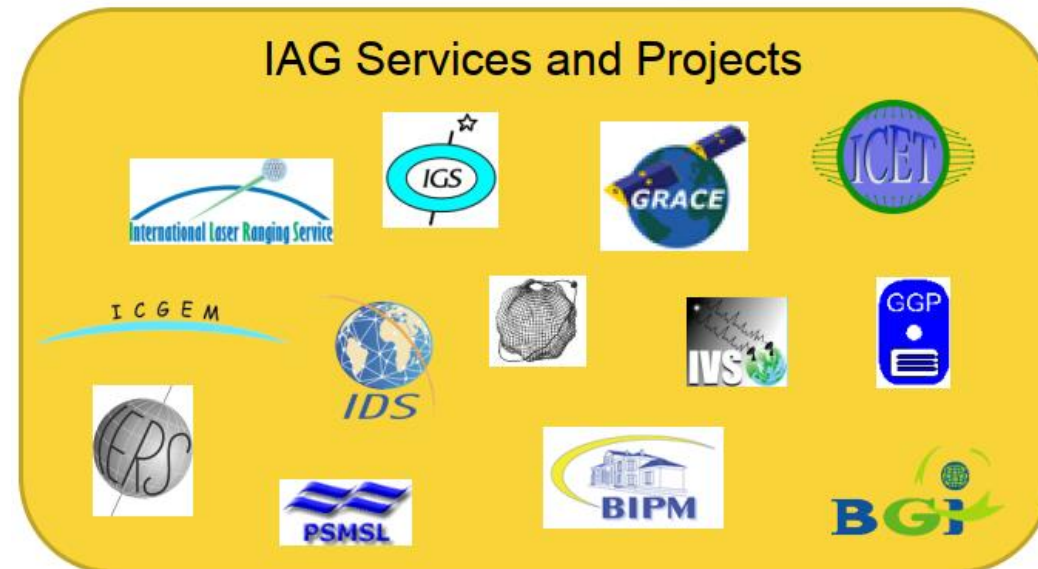 IAG Services and Projects
International Laser Ranging Service
IGS
GRACE
ICET
ICGEM
IDS
IVS
GGP
IERS
PSMSL
BIPM
BGi